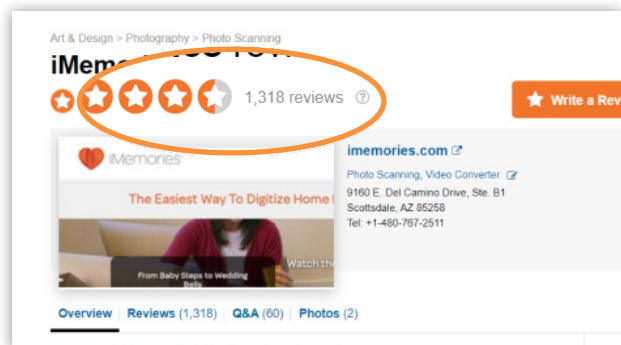 Art & Design > Photography > Photo Scanning
1,318 reviews
Write a Rev
iMemories
The Easiest Way To Digitize Home
Watch the
From Baby Steps to Wedding
Bells
imemories.com
Photo Scanning, Video Converter
9160 E. Del Camino Drive, Ste. B1
Scottsdale, AZ 85258
Tel: +1-480-767-2511
Overview Reviews (1,318) Q&A (60) Photos (2)